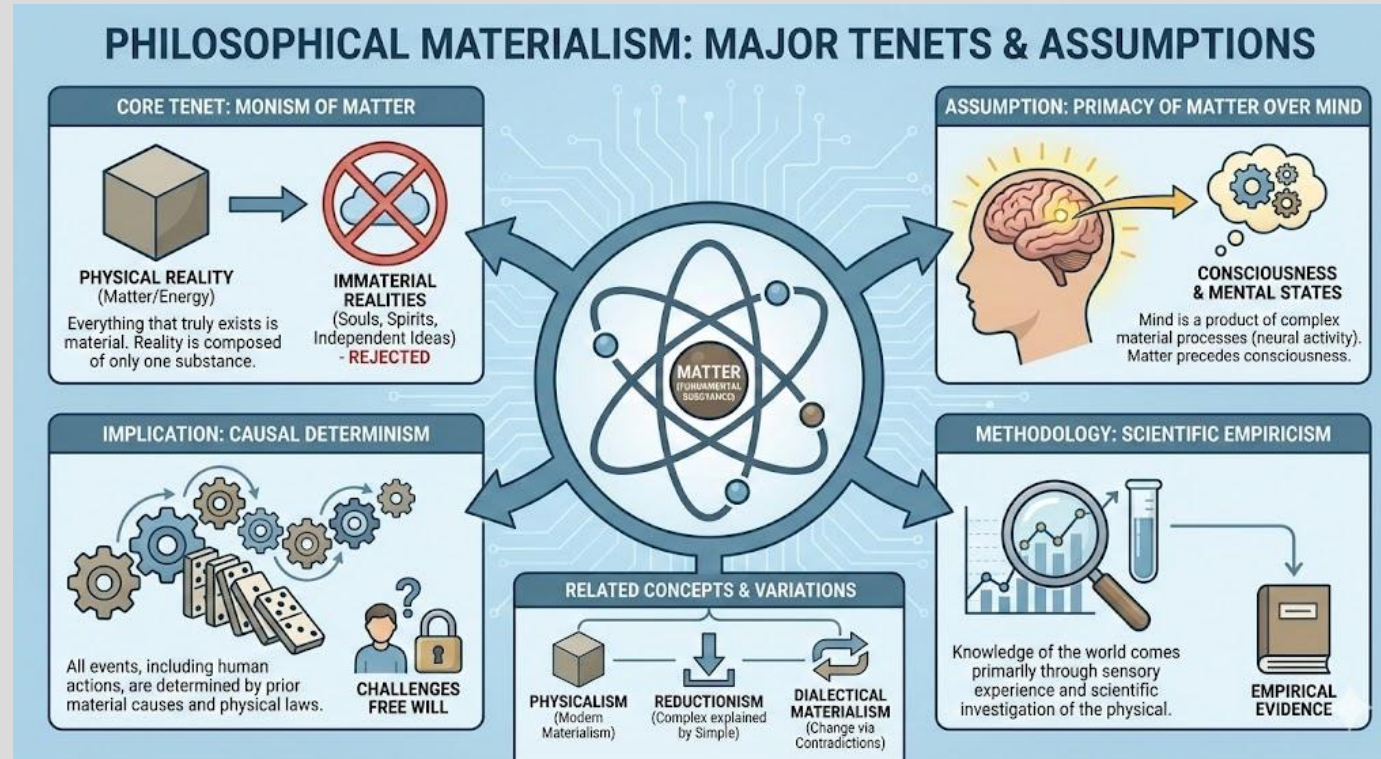 PHILOSOPHICAL MATERIALISM: MAJOR TENETS & ASSUMPTIONS
CORE TENET: MONISM OF MATTER
PHYSICAL REALITY
(Matter/Energy)
Everything that truly exists is
material. Reality is composed
of only one substance.
IMMATERIAL
REALITIES
(Souls, Spirits,
Independent Ideas)
- REJECTED
ASSUMPTION: PRIMACY OF MATTER OVER MIND
CONSCIOUSNESS
& MENTAL STATES
Mind is a product of complex
material processes (neural activity).
Matter precedes consciousness.
MATTER
IMPLICATION: CAUSAL DETERMINISM
All events, including human
actions, are determined by prior
material causes and physical laws.
?
CHALLENGES
FREE WILL
METHODOLOGY: SCIENTIFIC EMPIRICISM
Knowledge of the world comes
primarily through sensory
experience and scientific
investigation of the physical.
EMPIRICAL
EVIDENCE
RELATED CONCEPTS & VARIATIONS
PHYSICALISM
(Modern
Materialism)
REDUCTIONISM
(Complex explained
by Simple)
DIALECTICAL
MATERIALISM
(Change via
Contradictions)